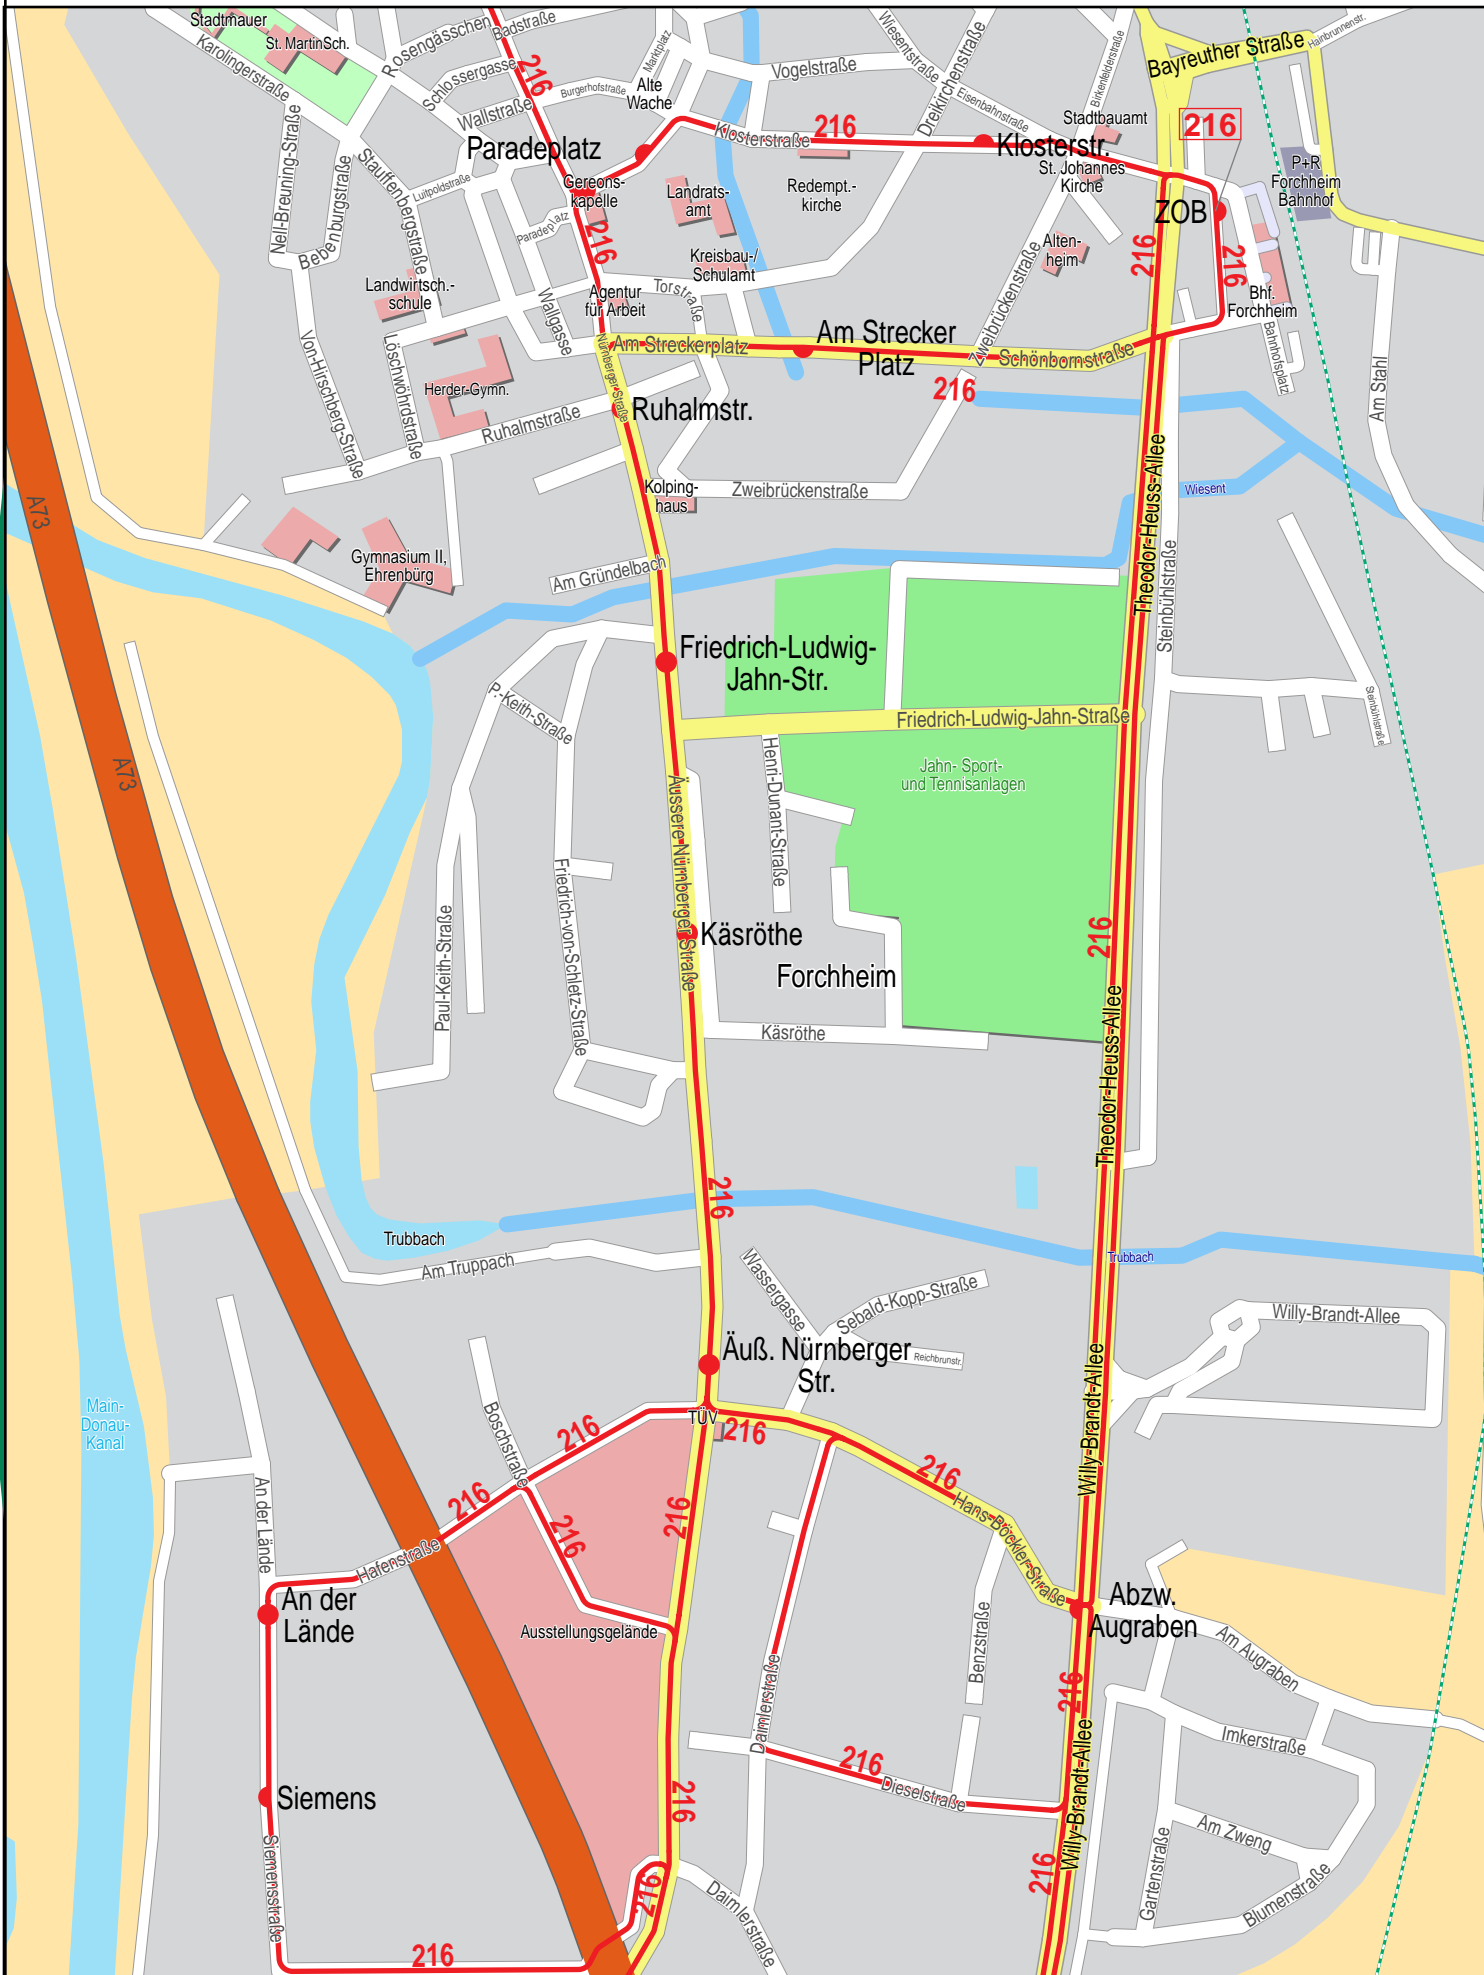 Stadtmauer
St. MartinSch.
Karolingerstraße
Rosengässchen
Badstraße
Schlossergasse
216
Wallstraße
Burgerhofstraße
Marktplatz
Alte
Wache
Vogelstraße
Wiesentstraße
Dreikirchenstraße
Eisenbahnstraße
Birkenfelderstraße
Bayreuther Straße
Hainbrunnenstr.
Stadtbauamt
216
P+R
Forchheim
Bahnhof
Paradeplatz
Klosterstraße
216
Klosterstr.
St. Johannes
Kirche
ZOB
Nell-Breuning-Straße
Bebenburgstraße
Stauffenbergstraße
Luitpoldstraße
Gereons-
kapelle
Paradeplatz
216
Landrats-
amt
Redempt.-
kirche
Kreisbau-/
Schulamt
Alten-
heim
216
216
Bhf.
Forchheim
Bahnhofsplatz
Landwirtsch.-
schule
Wallgasse
Agentur
für Arbeit
Torstraße
Zweibrückenstraße
Von-Hirschberg-Straße
Löschwöhrdstraße
Nürnberger-Straße
Am Streckerplatz
Am Strecker
Platz
Schönbornstraße
216
Am Stahl
Herder-Gymn.
Ruhalmstraße
Ruhalmstr.
Theodor-Heuss-Allee
Wiesent
Kolping-
haus
Zweibrückenstraße
A73
Gymnasium II,
Ehrenbürg
Am Gründelbach
Steinbühlstraße
Friedrich-Ludwig-
Jahn-Str.
P.-Keith-Straße
Friedrich-Ludwig-Jahn-Straße
Steinbühlstraße
A73
Äussere-Nürnberger-Straße
Henri-Dunant-Straße
Jahn- Sport-
und Tennisanlagen
Friedrich-von-Schletz-Straße
Paul-Keith-Straße
Käsröthe
216
Forchheim
Käsröthe
Theodor-Heuss-Allee
216
Trubbach
Am Truppach
Trubbach
Wassergasse
Sebald-Kopp-Straße
Reichbrunstr.
Willy-Brandt-Allee
Äuß. Nürnberger
Str.
Willy-Brandt-Allee
Main-
Donau-
Kanal
Boschstraße
TÜV
216
216
216
216
216
216
An der Lände
Hafenstraße
Hans-Böckler-Straße
An der
Lände
Abzw.
Augraben
Ausstellungsgelände
Benzstraße
Am Augraben
Daimlerstraße
216
Imkerstraße
Willy-Brandt-Allee
216
Dieselstraße
Siemens
216
Am Zweng
Siemensstraße
216
Gartenstraße
Blumenstraße
216
Daimlerstraße
216